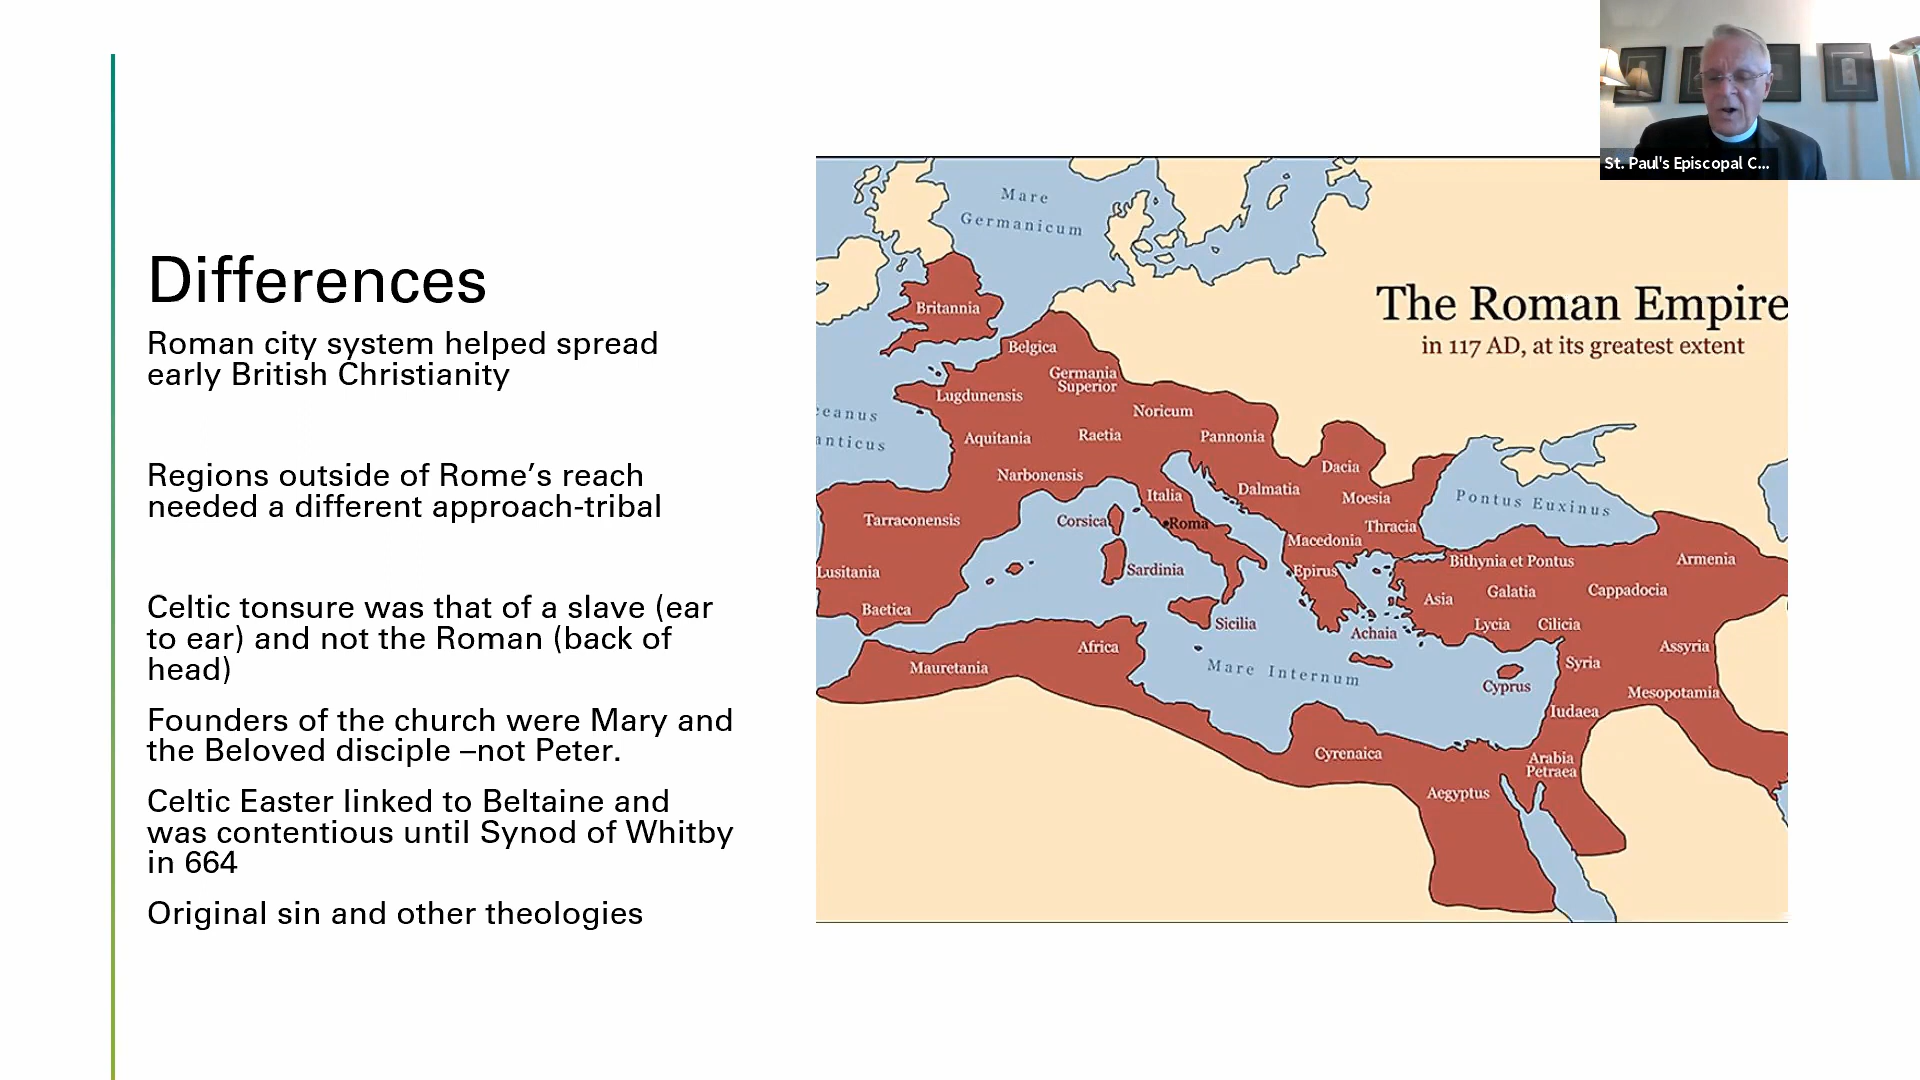 Differences
Roman city system helped spread
early British Christianity
Regions outside of Rome’s reach
needed a different approach-tribal
Celtic tonsure was that of a slave (ear
to ear) and not the Roman (back of
head)
Founders of the church were Mary and
the Beloved disciple –not Peter.
Celtic Easter linked to Beltaine and
was contentious until Synod of Whitby
in 664
Original sin and other theologies
St. Paul's Episcopal C...
The Roman Empire
in 117 AD, at its greatest extent
Mare
Germanicum
Britannia
Belgica
Germania
Superior
Lugdunensis
Noricum
ceanus
anticus
Aquitania
Raetia
Pannonia
Narbonensis
Dacia
Italia
Dalmatia
Moesia
Pontus Euxinus
Tarraconensis
Corsica
Roma
Thracia
Macedonia
Bithynia et Pontus
Armenia
Lusitania
Sardinia
Epirus
Galatia
Cappadocia
Baetica
Asia
Sicilia
Achaia
Lycia
Cilicia
Mauretania
Africa
Mare Internum
Assyria
Syria
Cyprus
Mesopotamia
Iudaea
Cyrenaica
Arabia
Petraea
Aegyptus